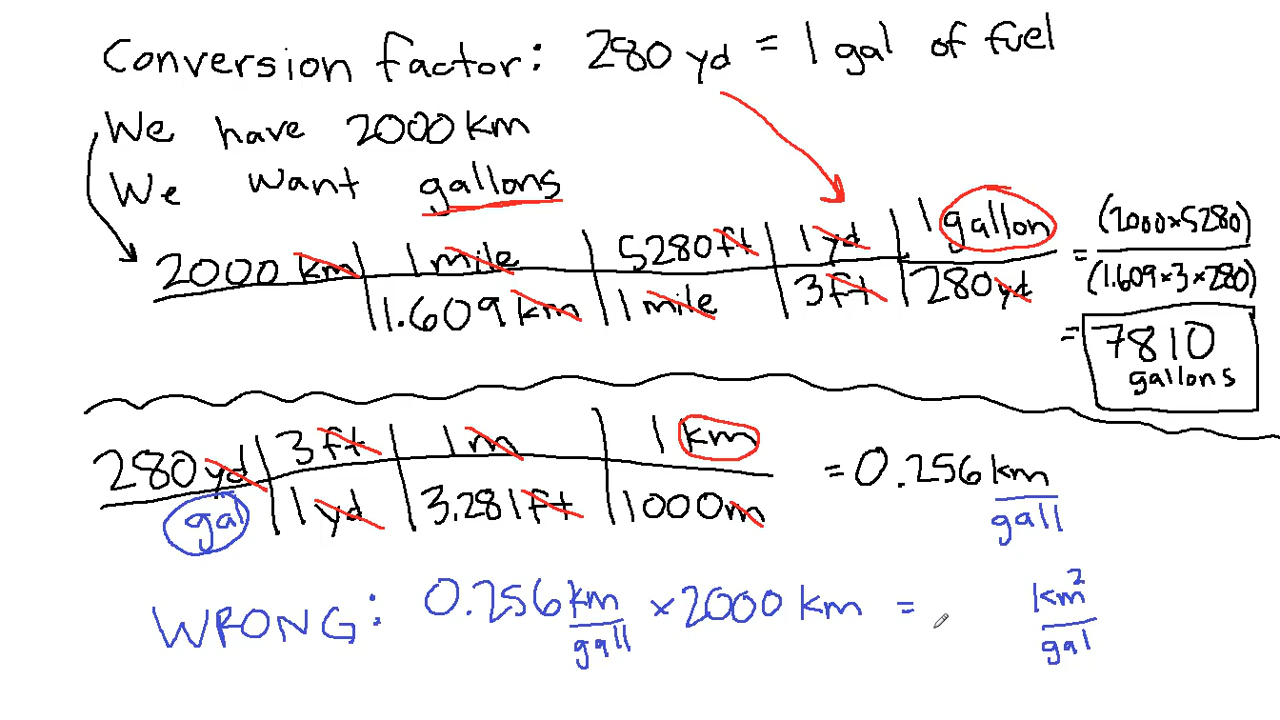 Conversion factor: 280 yd = 1 gal of fuel
We have 2000 km
We want gallons
2000 km | 1 mile | 5280 ft | 1 yd | 1 gallon = (2000×5280)
1.609 km | 1 mile | 3 ft | 280 yd (1.609×3×280)
= 7810
gallons
280 yd | 3 ft | 1 m | 1 km = 0.256 km
gal | 1 yd | 3.281 ft | 1000 m gall
WRONG: 0.256 km × 2000 km = km²
gall gal